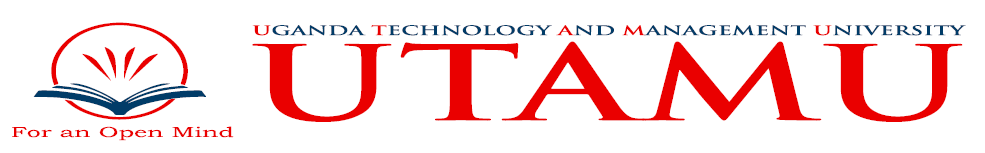 UGANDA TECHNOLOGY AND MANAGEMENT UNIVERSITY
UTAMU
For an Open Mind